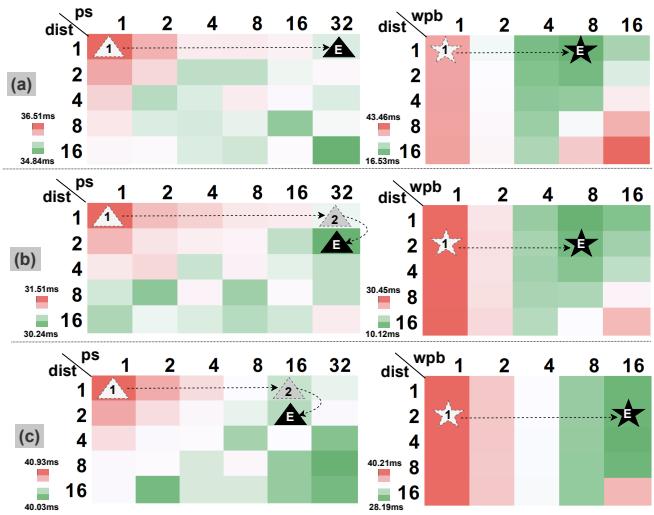 ps
dist 1 2 4 8 16 32
1 1 E
2
4
8
16
36.51ms
34.84ms
(a)
wpb
dist 1 2 4 8 16
1 1 E
2
4
8
16
43.46ms
16.53ms
ps
dist 1 2 4 8 16 32
1 1 2
2 E
4
8
16
31.51ms
30.24ms
(b)
wpb
dist 1 2 4 8 16
1
2 1 E
4
8
16
30.45ms
10.12ms
ps
dist 1 2 4 8 16 32
1 1 2
2 E
4
8
16
40.93ms
40.03ms
(c)
wpb
dist 1 2 4 8 16
1
2 1 E
4
8
16
40.21ms
28.19ms